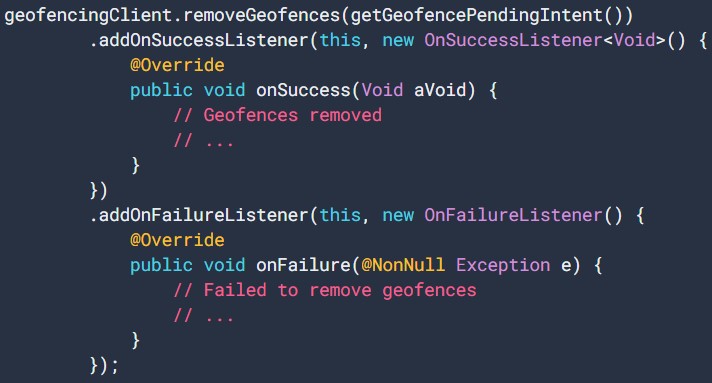 geofencingClient.removeGeofences(getGeofencePendingIntent())
        .addOnSuccessListener(this, new OnSuccessListener<Void>() {
            @Override
            public void onSuccess(Void aVoid) {
                // Geofences removed
                // ...
            }
        })
        .addOnFailureListener(this, new OnFailureListener() {
            @Override
            public void onFailure(@NonNull Exception e) {
                // Failed to remove geofences
                // ...
            }
        });